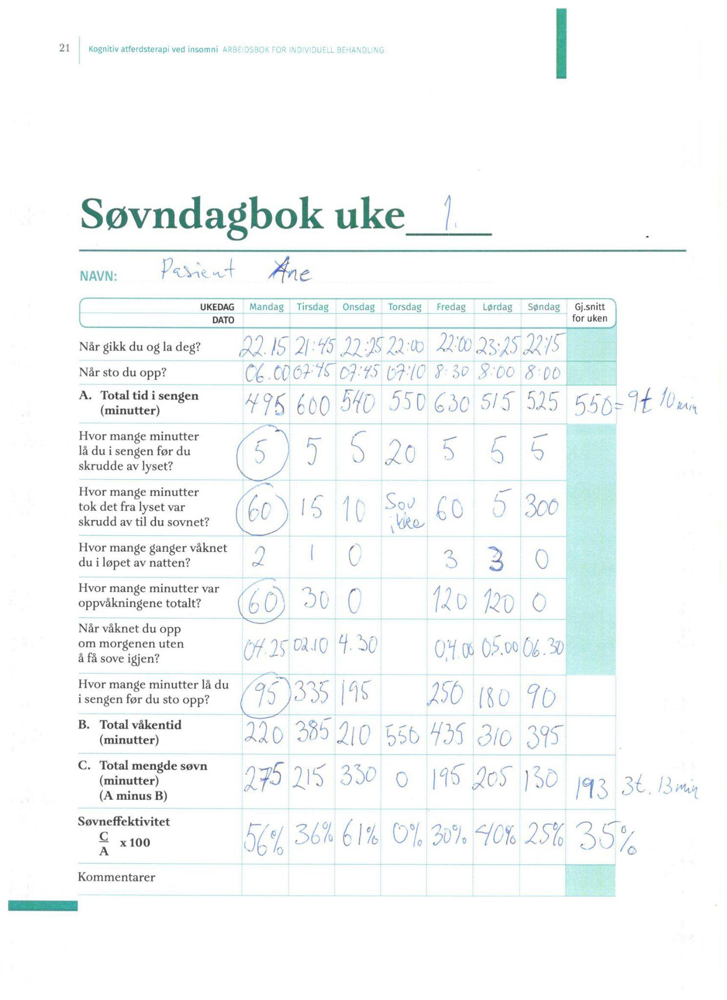 21
Kognitiv atferdsterapi ved insomni ARBEIDSBOK FOR INDIVIDUELL BEHANDLING
Søvndagbok uke 1.
NAVN: Pasient Ane
UKEDAG Mandag Tirsdag Onsdag Torsdag Fredag Lørdag Søndag Gj.snitt
DATO for uken
Når gikk du og la deg? 22.15 21:45 22:25 22:00 22:00 23:25 22:15
Når sto du opp? 06.00 07:45 07:45 07:10 8:30 8:00 8:00
A. Total tid i sengen
(minutter) 495 600 540 550 630 515 525 550 = 9t 10 min
Hvor mange minutter
lå du i sengen før du 5 5 5 20 5 5 5
skrudde av lyset?
Hvor mange minutter
tok det fra lyset var 60 15 10 Sov 60 5 300
skrudd av til du sovnet? ikke
Hvor mange ganger våknet
du i løpet av natten? 2 1 0 3 3 0
Hvor mange minutter var
oppvåkningene totalt? 60 30 0 120 120 0
Når våknet du opp
om morgenen uten 04.25 02.10 4.30 04.00 05.00 06.30
å få sove igjen?
Hvor mange minutter lå du
i sengen før du sto opp? 95 335 195 250 180 90
B. Total våkentid
(minutter) 220 385 210 550 435 310 395
C. Total mengde søvn
(minutter) 275 215 330 0 195 205 130 193 3t. 13 min
(A minus B)
Søvneffektivitet
C
A x 100 56% 36% 61% 0% 30% 40% 25% 35%
Kommentarer